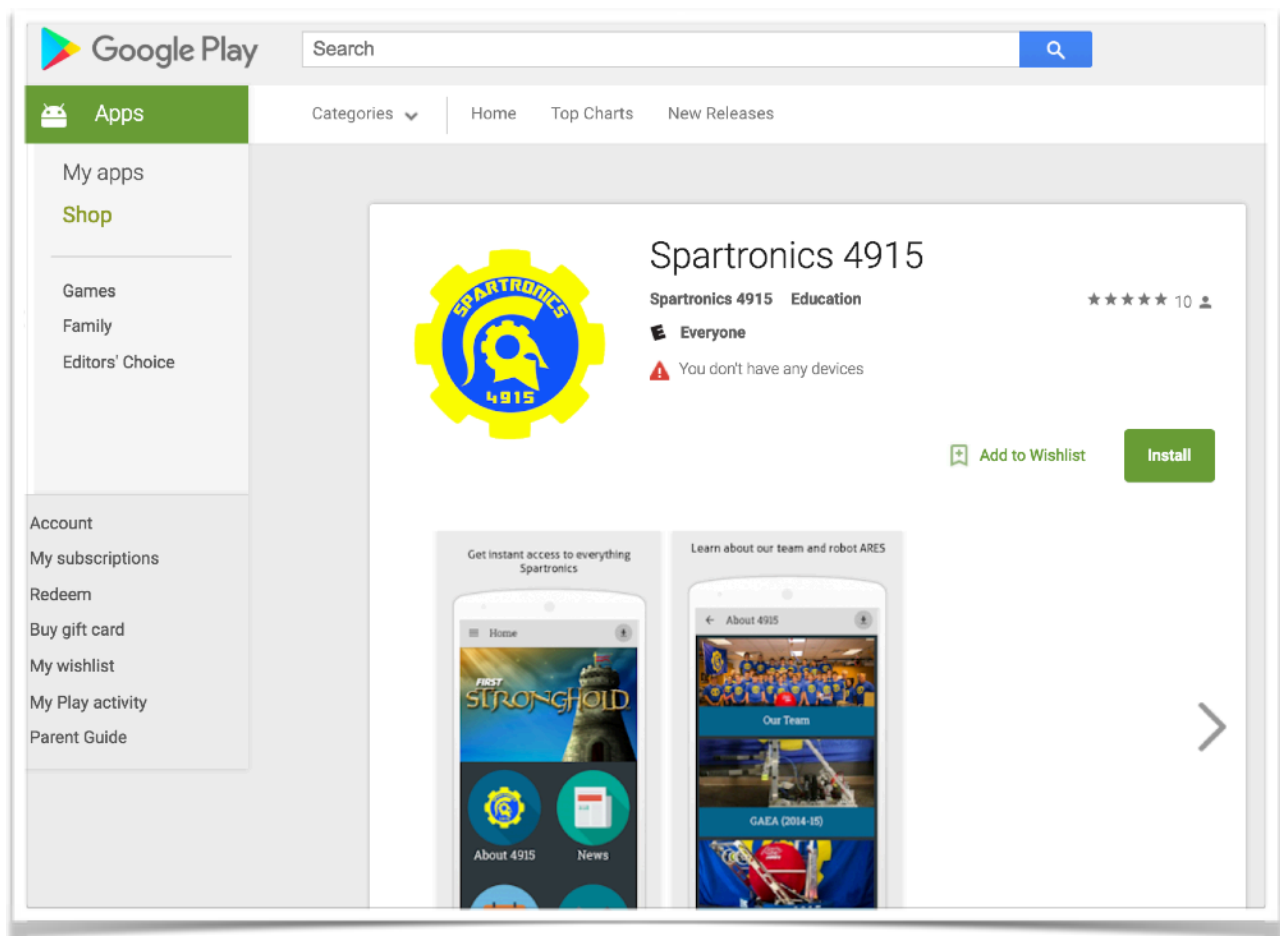 Google Play
Search
Apps
Categories
Home
Top Charts
New Releases
My apps
Shop
Games
Family
Editors' Choice
Account
My subscriptions
Redeem
Buy gift card
My wishlist
My Play activity
Parent Guide
SPARTRONICS
4915
Spartronics 4915
Spartronics 4915 Education
10
E Everyone
You don't have any devices
Add to Wishlist
Install
Get instant access to everything
Spartronics
Home
FIRST
STRONGHOLD
About 4915
News
Learn about our team and robot ARES
About 4915
Our Team
GAEA (2014-15)